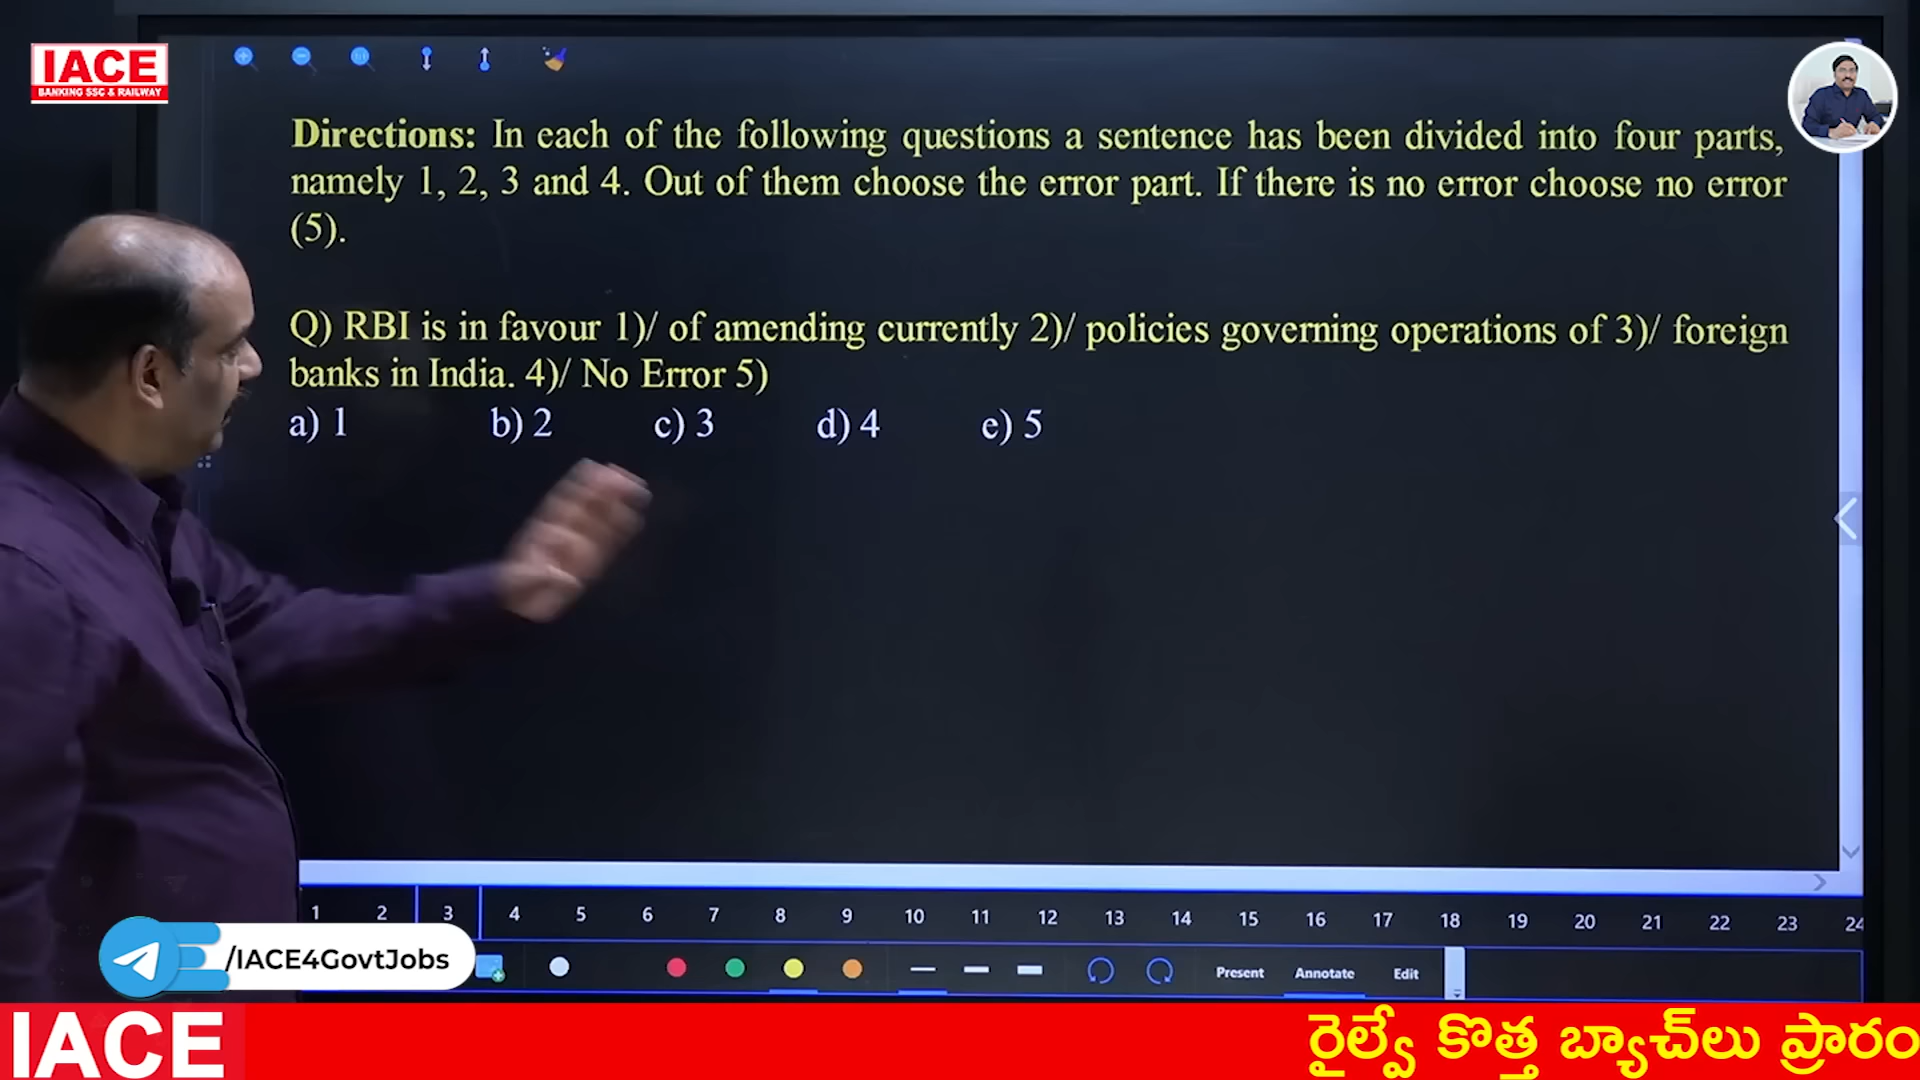 IACE
BANKING SSC & RAILWAY
Directions: In each of the following questions a sentence has been divided into four parts,
namely 1, 2, 3 and 4. Out of them choose the error part. If there is no error choose no error
(5).
Q) RBI is in favour 1)/ of amending currently 2)/ policies governing operations of 3)/ foreign
banks in India. 4)/ No Error 5)
a) 1 b) 2 c) 3 d) 4 e) 5
1 2 3 4 5 6 7 8 9 10 11 12 13 14 15 16 17 18 19 20 21 22 23 24
/IACE4GovtJobs
Present Annotate Edit
IACE
రైల్వే కొత్త బ్యాచ్‌లు ప్రారం